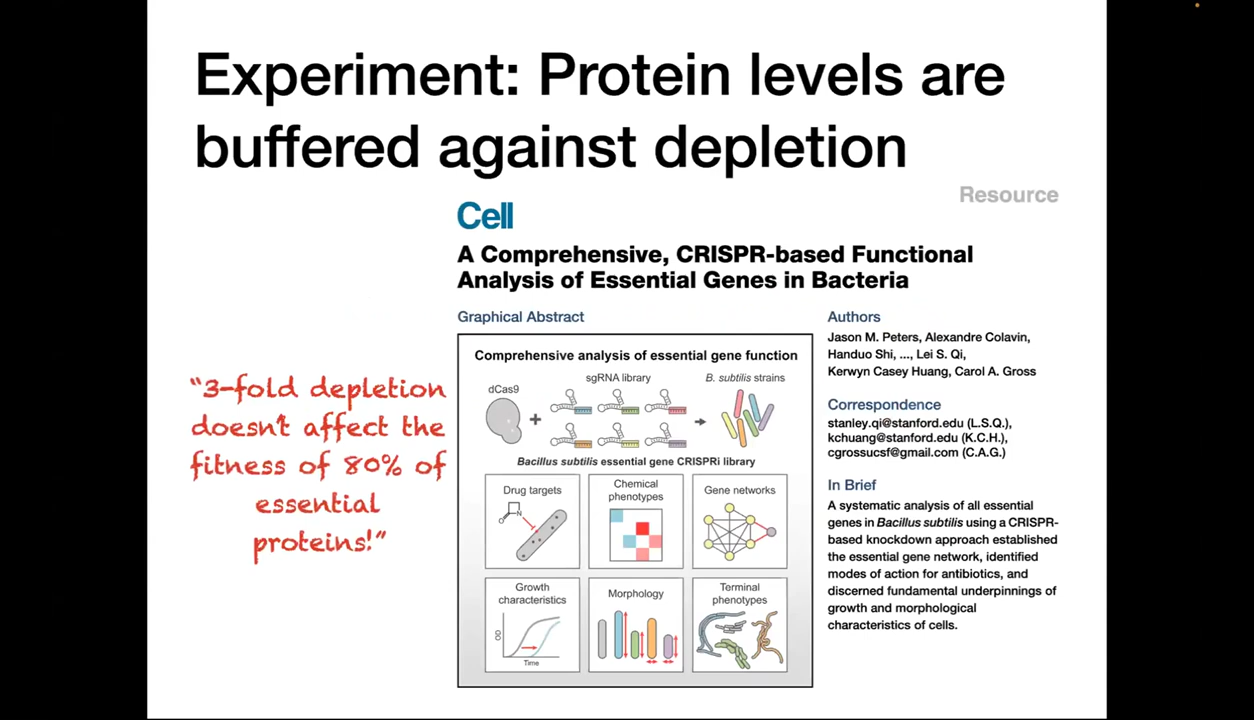 Experiment: Protein levels are
buffered against depletion
Resource
Cell
A Comprehensive, CRISPR-based Functional
Analysis of Essential Genes in Bacteria
Graphical Abstract
Comprehensive analysis of essential gene function
dCas9
sgRNA library
B. subtilis strains
Bacillus subtilis essential gene CRISPRi library
Drug targets
N
O
Chemical
phenotypes
Gene networks
Growth
characteristics
OD
Time
Morphology
Terminal
phenotypes
Authors
Jason M. Peters, Alexandre Colavin,
Handuo Shi, ..., Lei S. Qi,
Kerwyn Casey Huang, Carol A. Gross
Correspondence
stanley.qi@stanford.edu (L.S.Q.),
kchuang@stanford.edu (K.C.H.),
cgrossucsf@gmail.com (C.A.G.)
In Brief
A systematic analysis of all essential
genes in Bacillus subtilis using a CRISPR-
based knockdown approach established
the essential gene network, identified
modes of action for antibiotics, and
discerned fundamental underpinnings of
growth and morphological
characteristics of cells.
"3-fold depletion
doesn't affect the
fitness of 80% of
essential
proteins!"